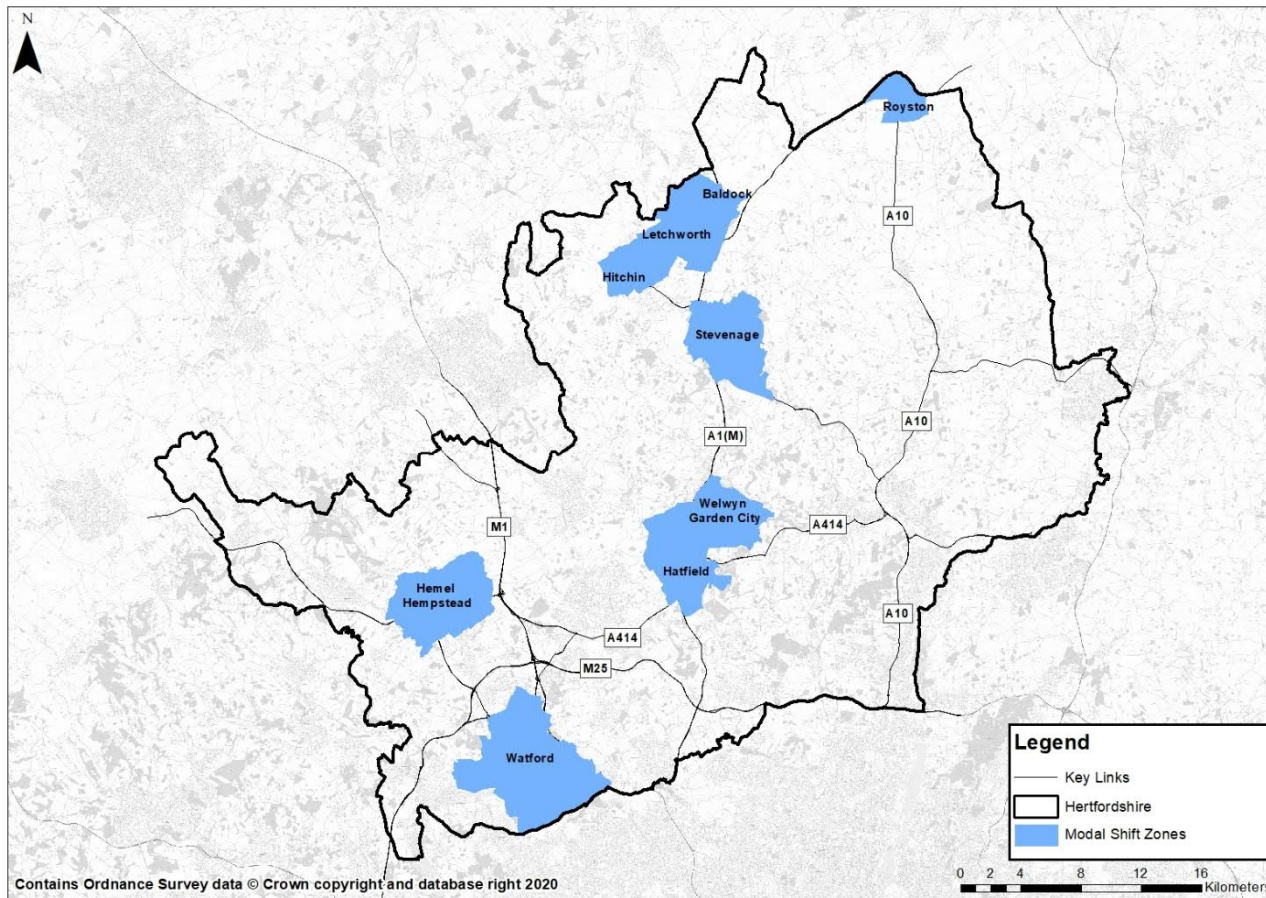 N
Royston
Baldock
A10
Letchworth
Hitchin
Stevenage
A10
A1(M)
Welwyn
Garden City
M1
A414
Hatfield
Hemel
Hempstead
A10
A414
M25
Watford
Legend
Key Links
Hertfordshire
Modal Shift Zones
Contains Ordnance Survey data © Crown copyright and database right 2020
0 2 4 8 12 16
Kilometers